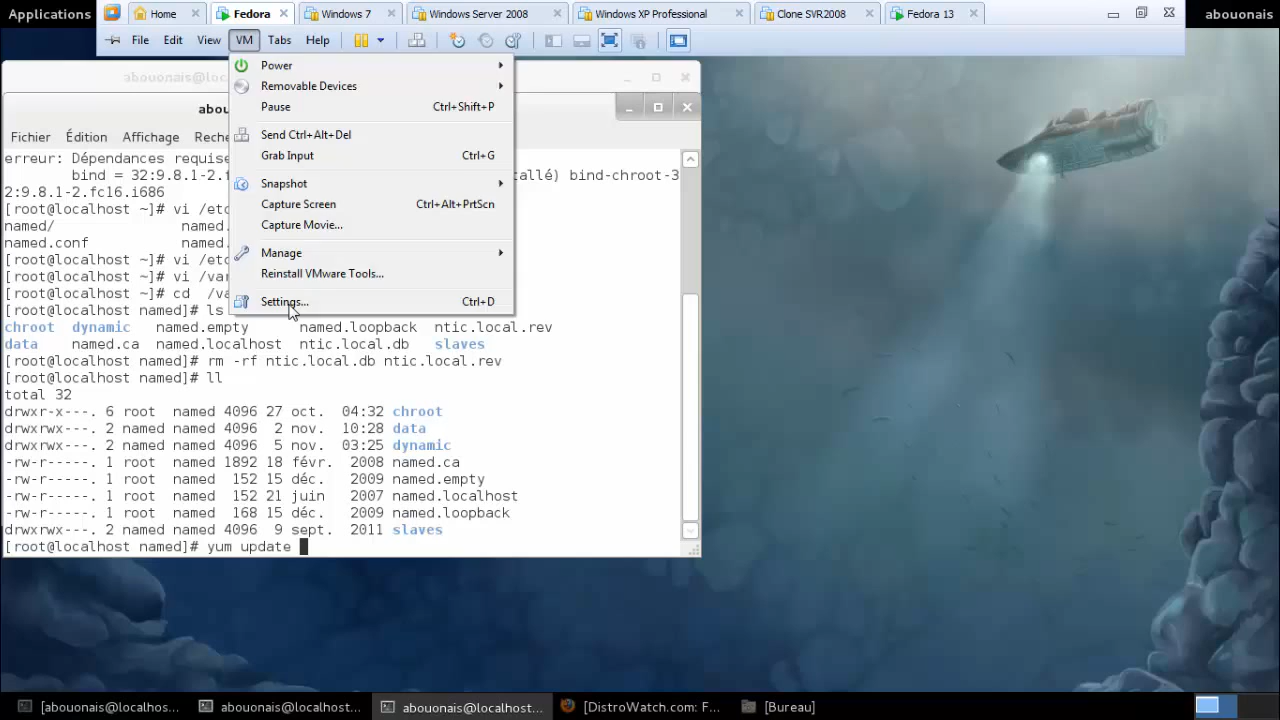 Applications
Home
Fedora
Windows 7
Windows Server 2008
Windows XP Professional
Clone SVR2008
Fedora 13
abouonais
File Edit View VM Tabs Help
abouonais@localhost
Power
Removable Devices
Pause Ctrl+Shift+P
Send Ctrl+Alt+Del
Grab Input Ctrl+G
Snapshot
Capture Screen Ctrl+Alt+PrtScn
Capture Movie...
Manage
Reinstall VMware Tools...
Settings... Ctrl+D
Fichier Édition Affichage
erreur: Dépendances requise
bind = 32:9.8.1-2.f allé) bind-chroot-3
2:9.8.1-2.fc16.i686
[root@localhost ~]# vi /etc
named/ named.
named.conf named.
[root@localhost ~]# vi /etc
[root@localhost ~]# vi /var
[root@localhost ~]# cd /va
[root@localhost named]# ls
chroot dynamic named.empty named.loopback ntic.local.rev
data named.ca named.localhost ntic.local.db slaves
[root@localhost named]# rm -rf ntic.local.db ntic.local.rev
[root@localhost named]# ll
total 32
drwxr-x---. 6 root named 4096 27 oct. 04:32 chroot
drwxrwx---. 2 named named 4096 2 nov. 10:28 data
drwxrwx---. 2 named named 4096 5 nov. 03:25 dynamic
-rw-r-----. 1 root named 1892 18 févr. 2008 named.ca
-rw-r-----. 1 root named 152 15 déc. 2009 named.empty
-rw-r-----. 1 root named 152 21 juin 2007 named.localhost
-rw-r-----. 1 root named 168 15 déc. 2009 named.loopback
drwxrwx---. 2 named named 4096 9 sept. 2011 slaves
[root@localhost named]# yum update
[abouonais@localhos... abouonais@localhost... abouonais@localhost... [DistroWatch.com: F... [Bureau]